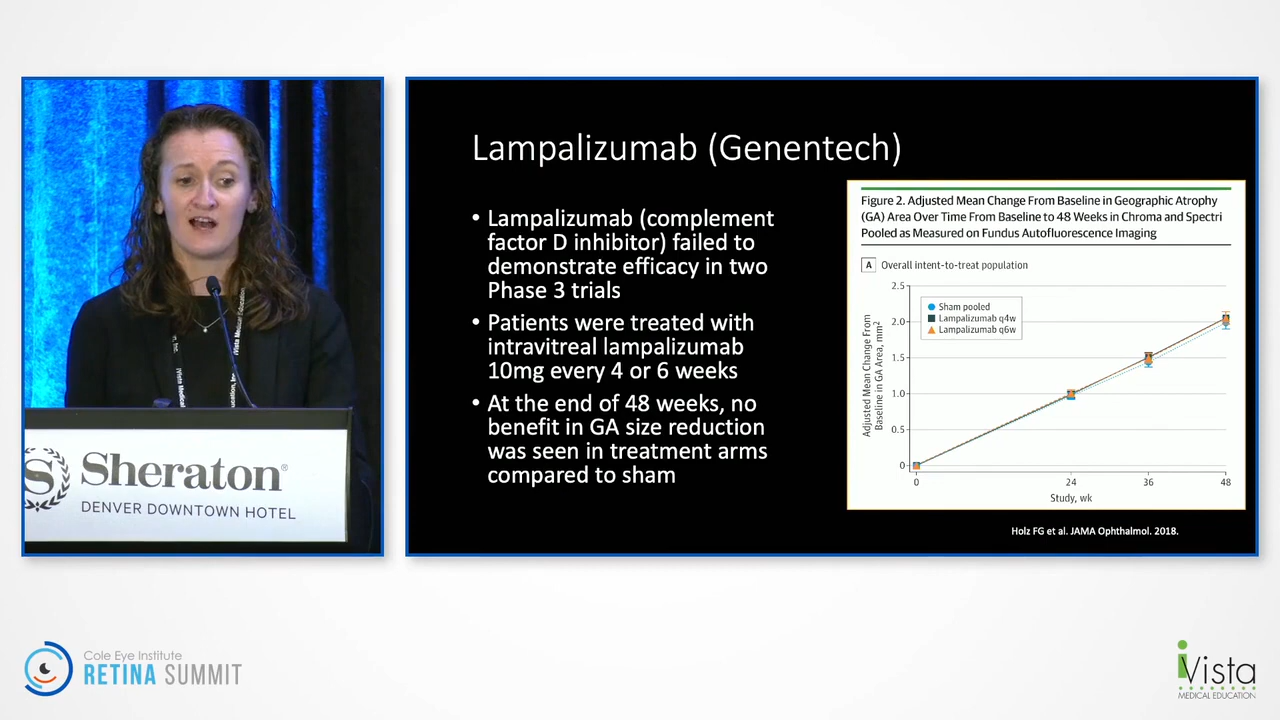 Lampalizumab (Genentech)
• Lampalizumab (complement
factor D inhibitor) failed to
demonstrate efficacy in two
Phase 3 trials
• Patients were treated with
intravitreal lampalizumab
10mg every 4 or 6 weeks
• At the end of 48 weeks, no
benefit in GA size reduction
was seen in treatment arms
compared to sham
Figure 2. Adjusted Mean Change From Baseline in Geographic Atrophy
(GA) Area Over Time From Baseline to 48 Weeks in Chroma and Spectri
Pooled as Measured on Fundus Autofluorescence Imaging
A Overall intent-to-treat population
Adjusted Mean Change From
Baseline in GA Area, mm²
2.5
2.0
1.5
1.0
0.5
0
Sham pooled
Lampalizumab q4w
Lampalizumab q6w
0 24 36 48
Study, wk
Holz FG et al. JAMA Ophthalmol. 2018.
S Sheraton®
DENVER DOWNTOWN HOTEL
Cole Eye Institute
RETINA SUMMIT
iVista
MEDICAL EDUCATION